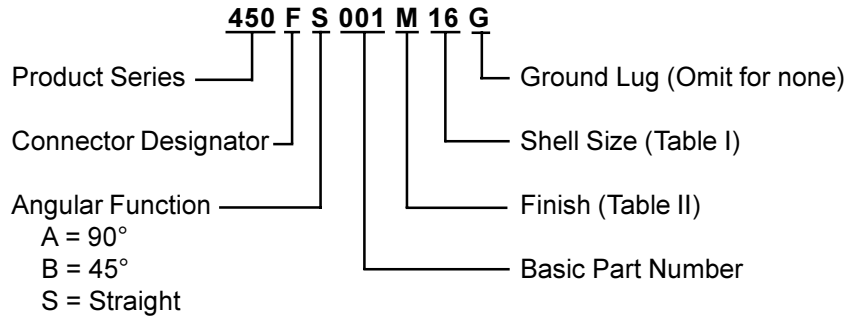 450 F S 001 M 16 G
Product Series
Ground Lug (Omit for none)
Connector Designator
Shell Size (Table I)
Angular Function
Finish (Table II)
A = 90°
B = 45°
Basic Part Number
S = Straight